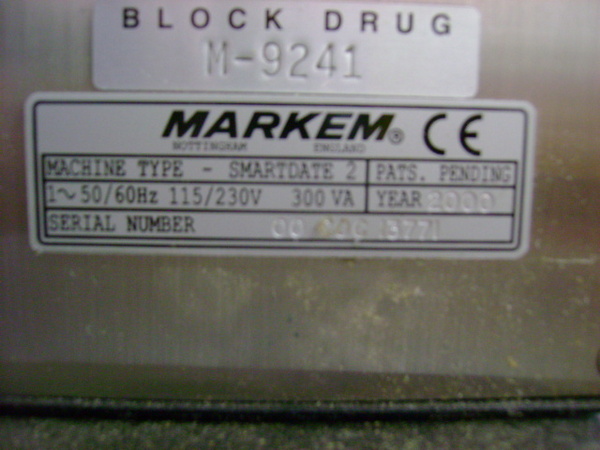 BLOCK DRUG
M-9241
MARKEM® CE
NOTTINGHAM ENGLAND
MACHINE TYPE - SMARTDATE 2 PATS. PENDING
1~50/60Hz 115/230V 300 VA YEAR 2000
SERIAL NUMBER 00